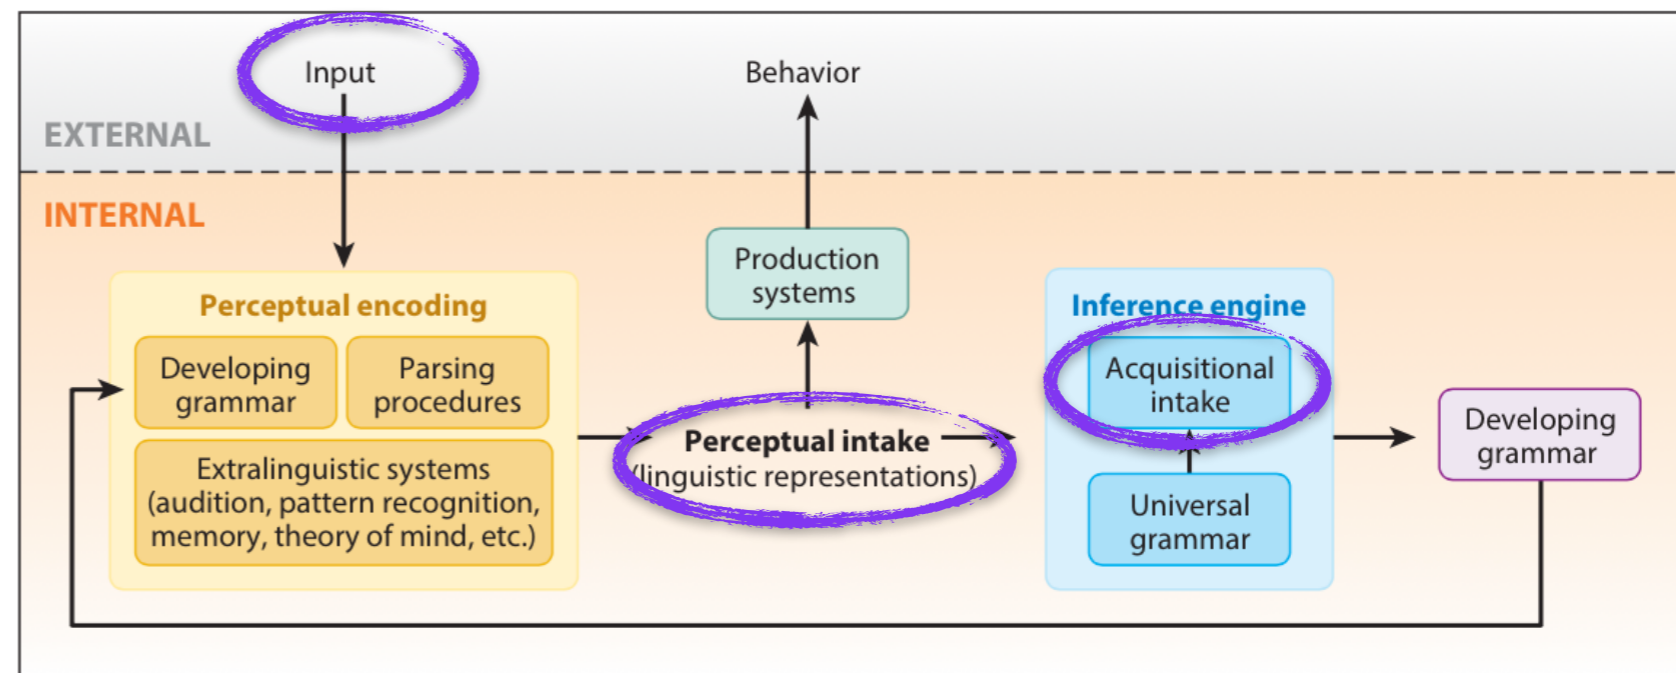 Input
Behavior
EXTERNAL
INTERNAL
Perceptual encoding
Developing
grammar
Parsing
procedures
Extralinguistic systems
(audition, pattern recognition,
memory, theory of mind, etc.)
Production
systems
Perceptual intake
(linguistic representations)
Inference engine
Acquisitional
intake
Universal
grammar
Developing
grammar